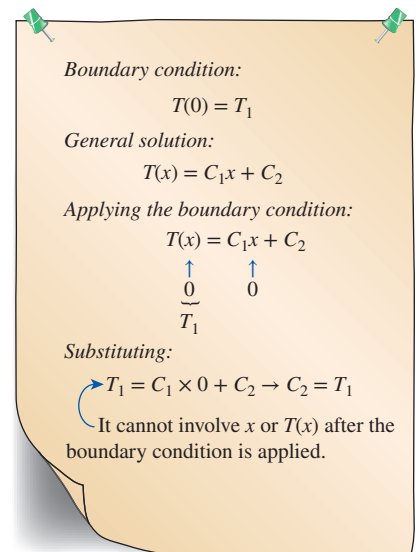 Boundary condition:
T(0) = T₁
General solution:
T(x) = C₁x + C₂
Applying the boundary condition:
T(x) = C₁x + C₂
↑ ↑
0 0
T₁
Substituting:
T₁ = C₁ × 0 + C₂ → C₂ = T₁
It cannot involve x or T(x) after the
boundary condition is applied.